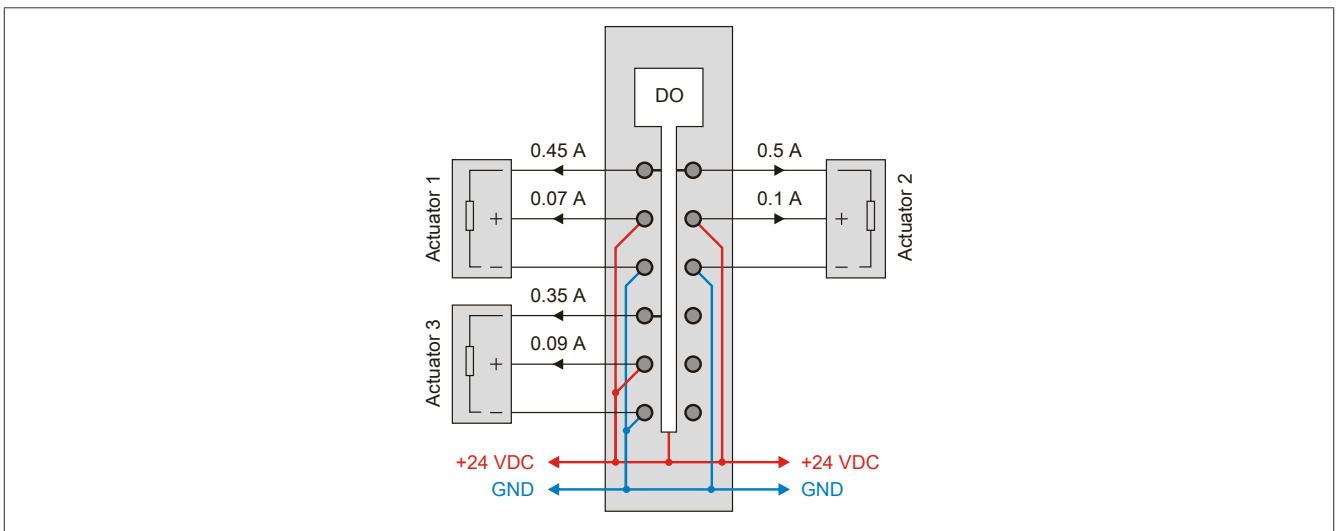 DO
0.45 A
0.5 A
Actuator 1
0.07 A
+
−
0.1 A
+
−
Actuator 2
0.35 A
Actuator 3
0.09 A
+
−
+24 VDC
+24 VDC
GND
GND